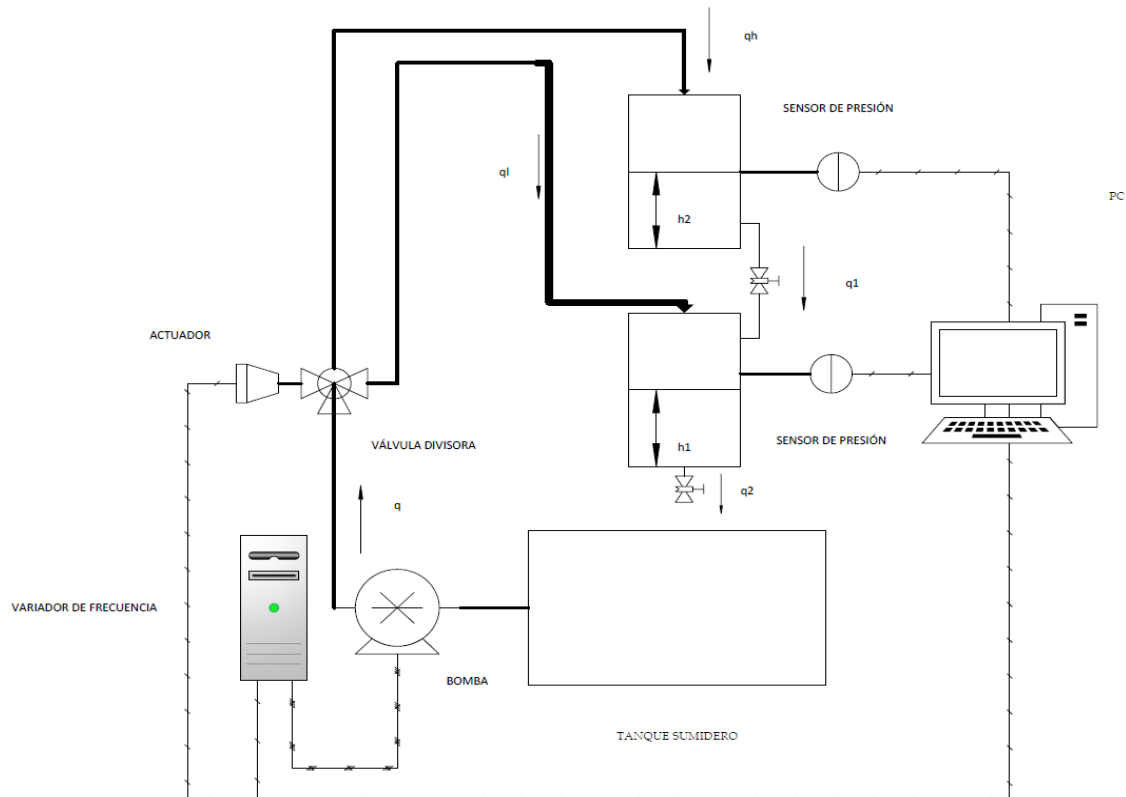 qh
SENSOR DE PRESIÓN
ql
PC
h2
q1
ACTUADOR
VÁLVULA DIVISORA
SENSOR DE PRESIÓN
h1
q2
q
VARIADOR DE FRECUENCIA
BOMBA
TANQUE SUMIDERO